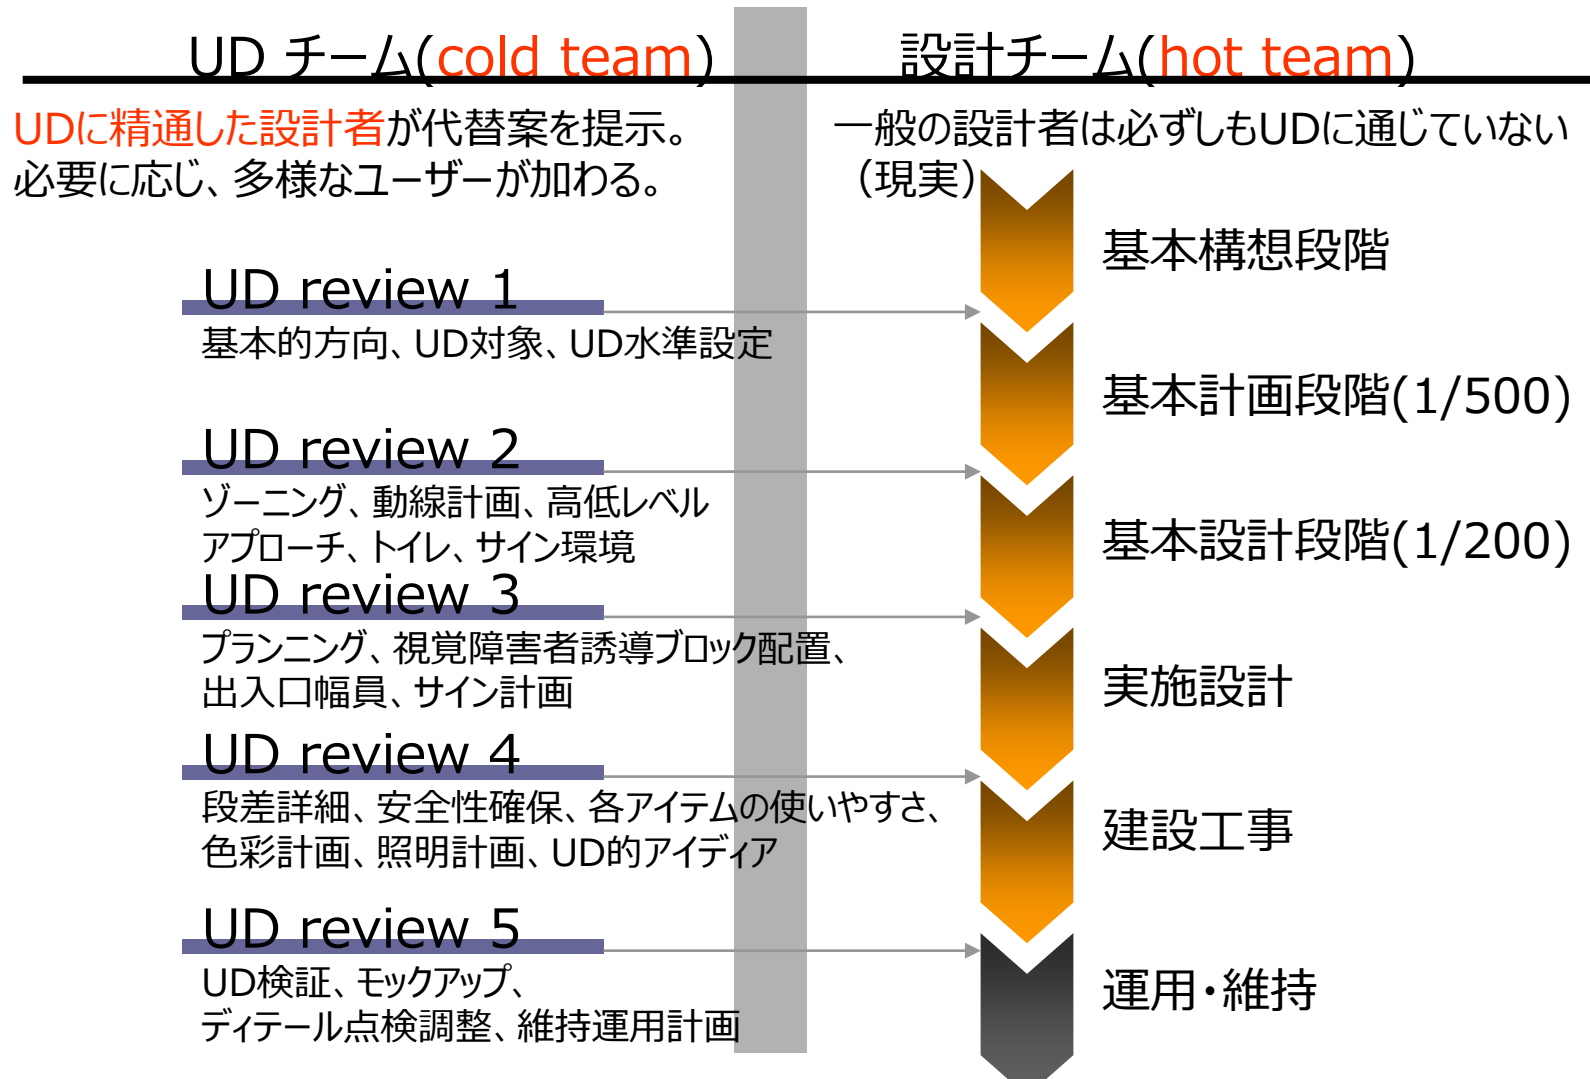 UD チーム(cold team)
設計チーム(hot team)
UDに精通した設計者が代替案を提示。
必要に応じ、多様なユーザーが加わる。
一般の設計者は必ずしもUDに通じていない
（現実）
基本構想段階
UD review 1
基本的方向、UD対象、UD水準設定
基本計画段階(1/500)
UD review 2
ゾーニング、動線計画、高低レベル
アプローチ、トイレ、サイン環境
基本設計段階(1/200)
UD review 3
プランニング、視覚障害者誘導ブロック配置、
出入口幅員、サイン計画
実施設計
UD review 4
段差詳細、安全性確保、各アイテムの使いやすさ、
色彩計画、照明計画、UD的アイディア
建設工事
UD review 5
UD検証、モックアップ、
ディテール点検調整、維持運用計画
運用・維持